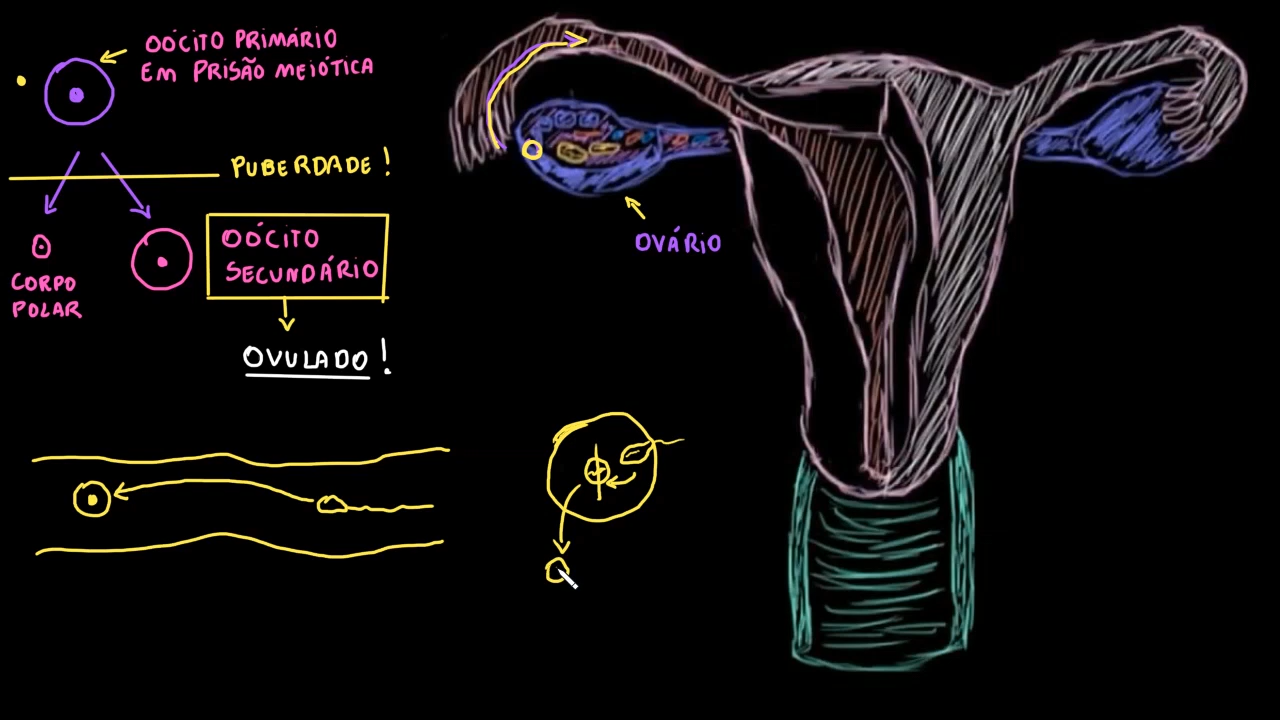 OÓCITO PRIMÁRIO
EM PRISÃO MEIÓTICA
PUBERDADE!
CORPO
POLAR
OÓCITO
SECUNDÁRIO
OVULADO!
OVÁRIO